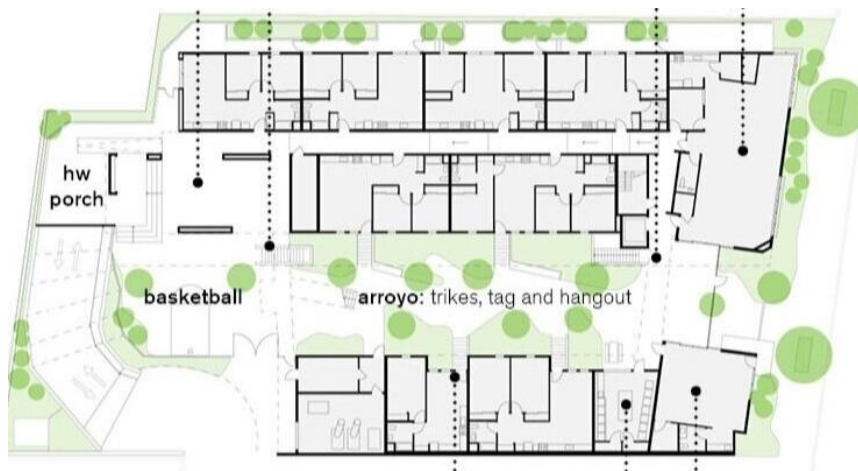 hw
porch
basketball
arroyo: trikes, tag and hangout